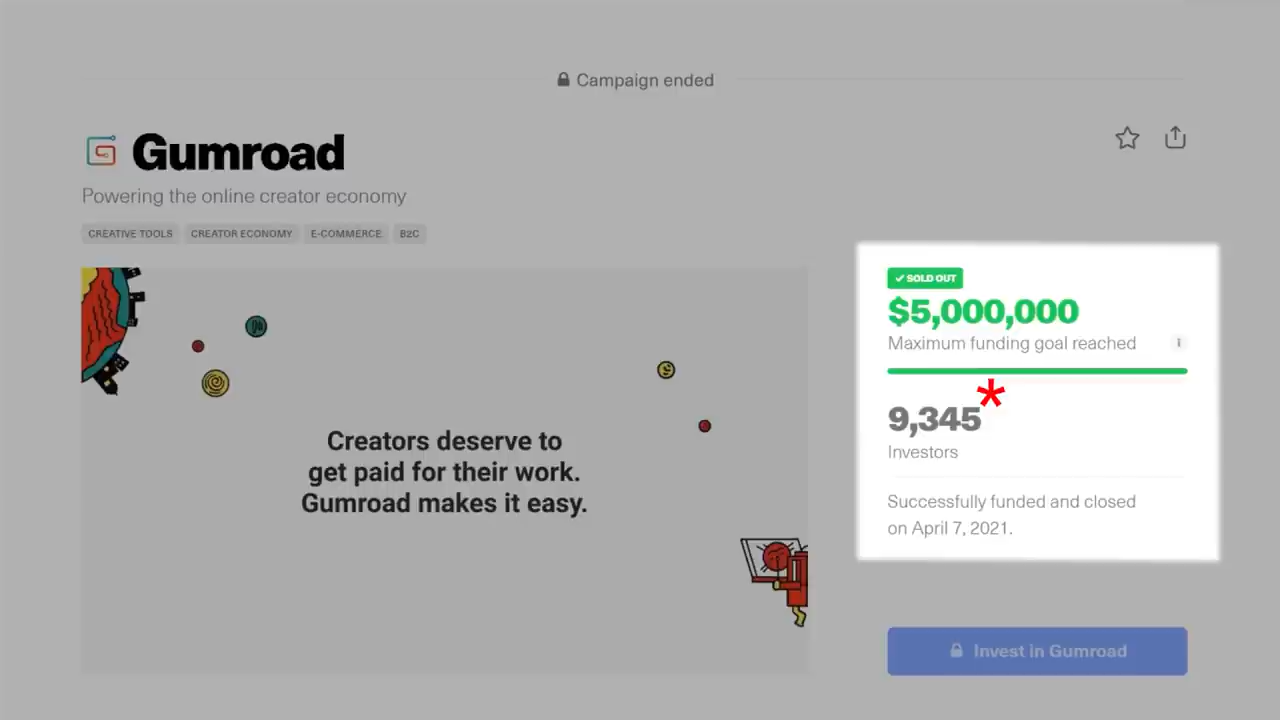 Campaign ended
Gumroad
Powering the online creator economy
CREATIVE TOOLS CREATOR ECONOMY E-COMMERCE B2C
Creators deserve to
get paid for their work.
Gumroad makes it easy.
SOLD OUT
$5,000,000
Maximum funding goal reached i
9,345*
Investors
Successfully funded and closed
on April 7, 2021.
Invest in Gumroad